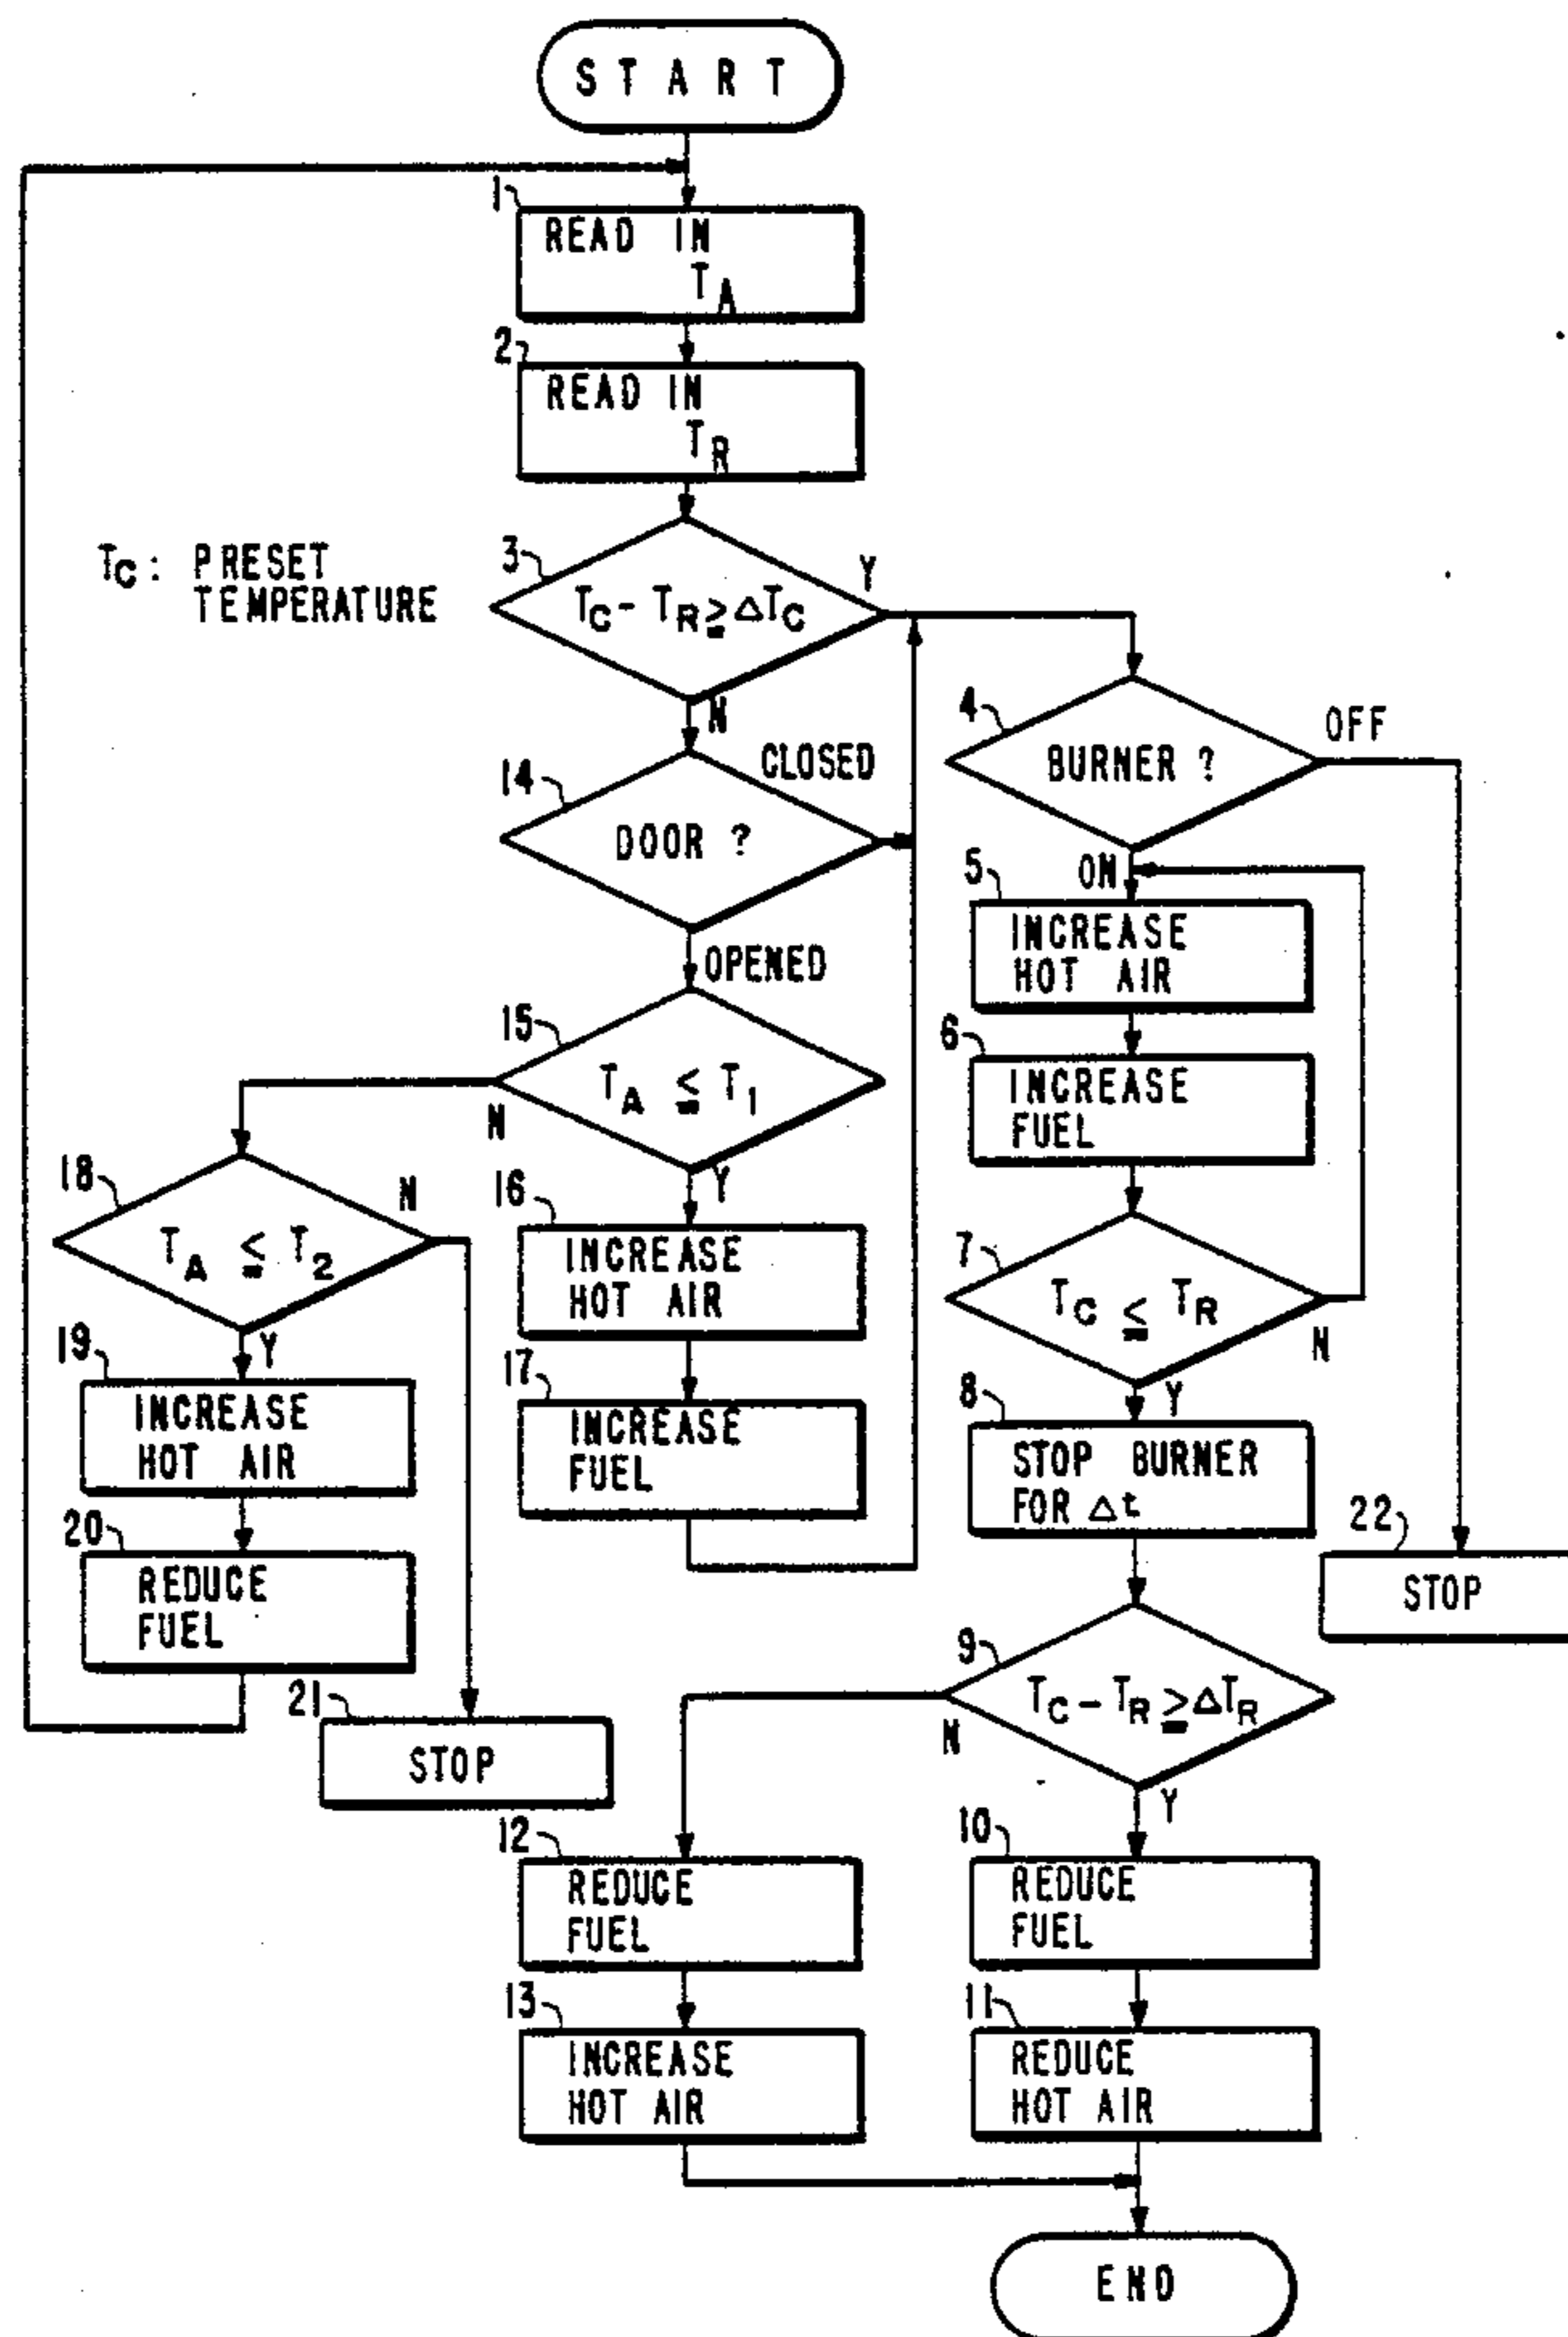 START
1
READ IN
TA
2
READ IN
TR
TC: PRESET
TEMPERATURE
3
TC - TR ≥ ΔTC
Y
N
4
BURNER ?
OFF
ON
14
DOOR ?
CLOSED
OPENED
5
INCREASE
HOT AIR
6
INCREASE
FUEL
15
TA ≤ T1
N
Y
7
TC ≤ TR
N
Y
18
TA ≤ T2
N
Y
16
INCREASE
HOT AIR
17
INCREASE
FUEL
19
INCREASE
HOT AIR
20
REDUCE
FUEL
8
STOP BURNER
FOR Δt
22
STOP
21
STOP
9
TC - TR ≥ ΔTR
N
Y
12
REDUCE
FUEL
10
REDUCE
FUEL
13
INCREASE
HOT AIR
11
REDUCE
HOT AIR
END